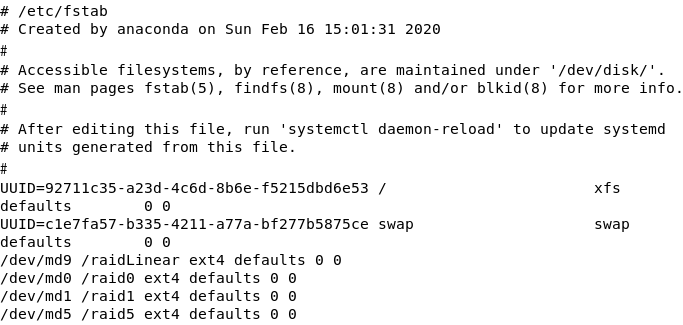 # /etc/fstab
# Created by anaconda on Sun Feb 16 15:01:31 2020
#
# Accessible filesystems, by reference, are maintained under '/dev/disk/'.
# See man pages fstab(5), findfs(8), mount(8) and/or blkid(8) for more info.
#
# After editing this file, run 'systemctl daemon-reload' to update systemd
# units generated from this file.
#
UUID=92711c35-a23d-4c6d-8b6e-f5215dbd6e53 /                       xfs
defaults        0 0
UUID=c1e7fa57-b335-4211-a77a-bf277b5875ce swap                    swap
defaults        0 0
/dev/md9 /raidLinear ext4 defaults 0 0
/dev/md0 /raid0 ext4 defaults 0 0
/dev/md1 /raid1 ext4 defaults 0 0
/dev/md5 /raid5 ext4 defaults 0 0